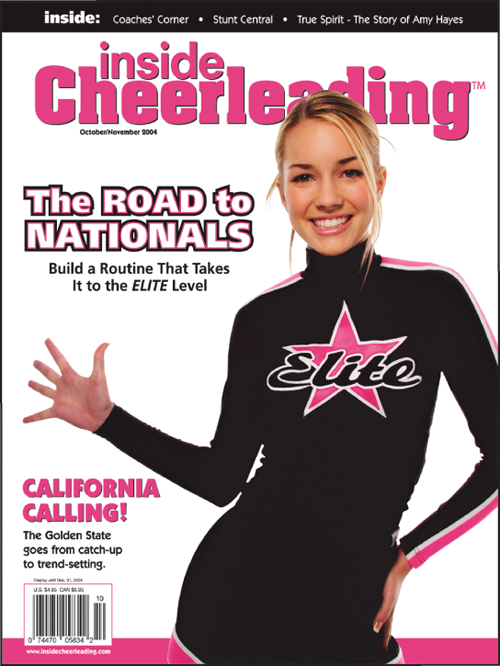 inside: Coaches' Corner • Stunt Central • True Spirit - The Story of Amy Hayes
inside
Cheerleading™
October/November 2004
The ROAD to
NATIONALS
Build a Routine That Takes
It to the ELITE Level
Elite
CALIFORNIA
CALLING!
The Golden State
goes from catch-up
to trend-setting.
Display until Dec. 31, 2004
U.S. $4.95 CAN $6.95
10
0 74470 05834 2
www.insidecheerleading.com